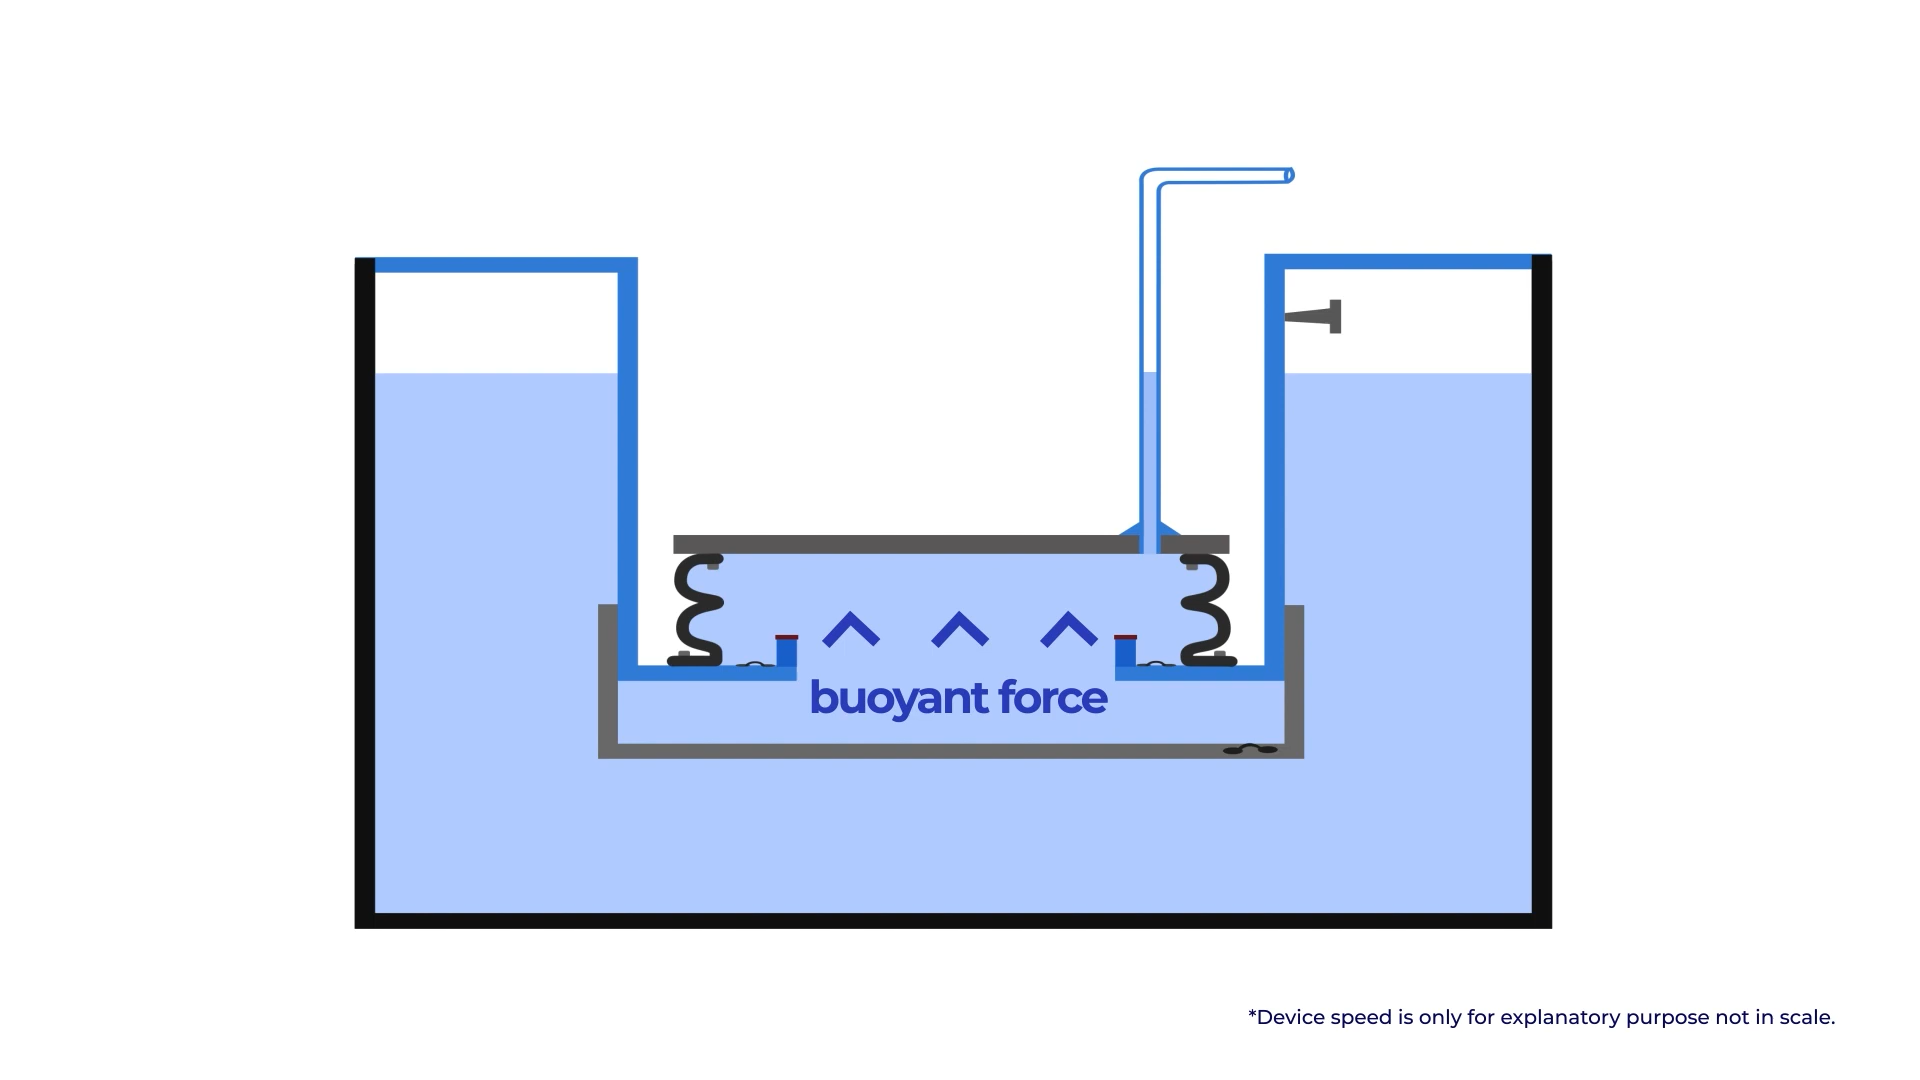 buoyant force
*Device speed is only for explanatory purpose not in scale.